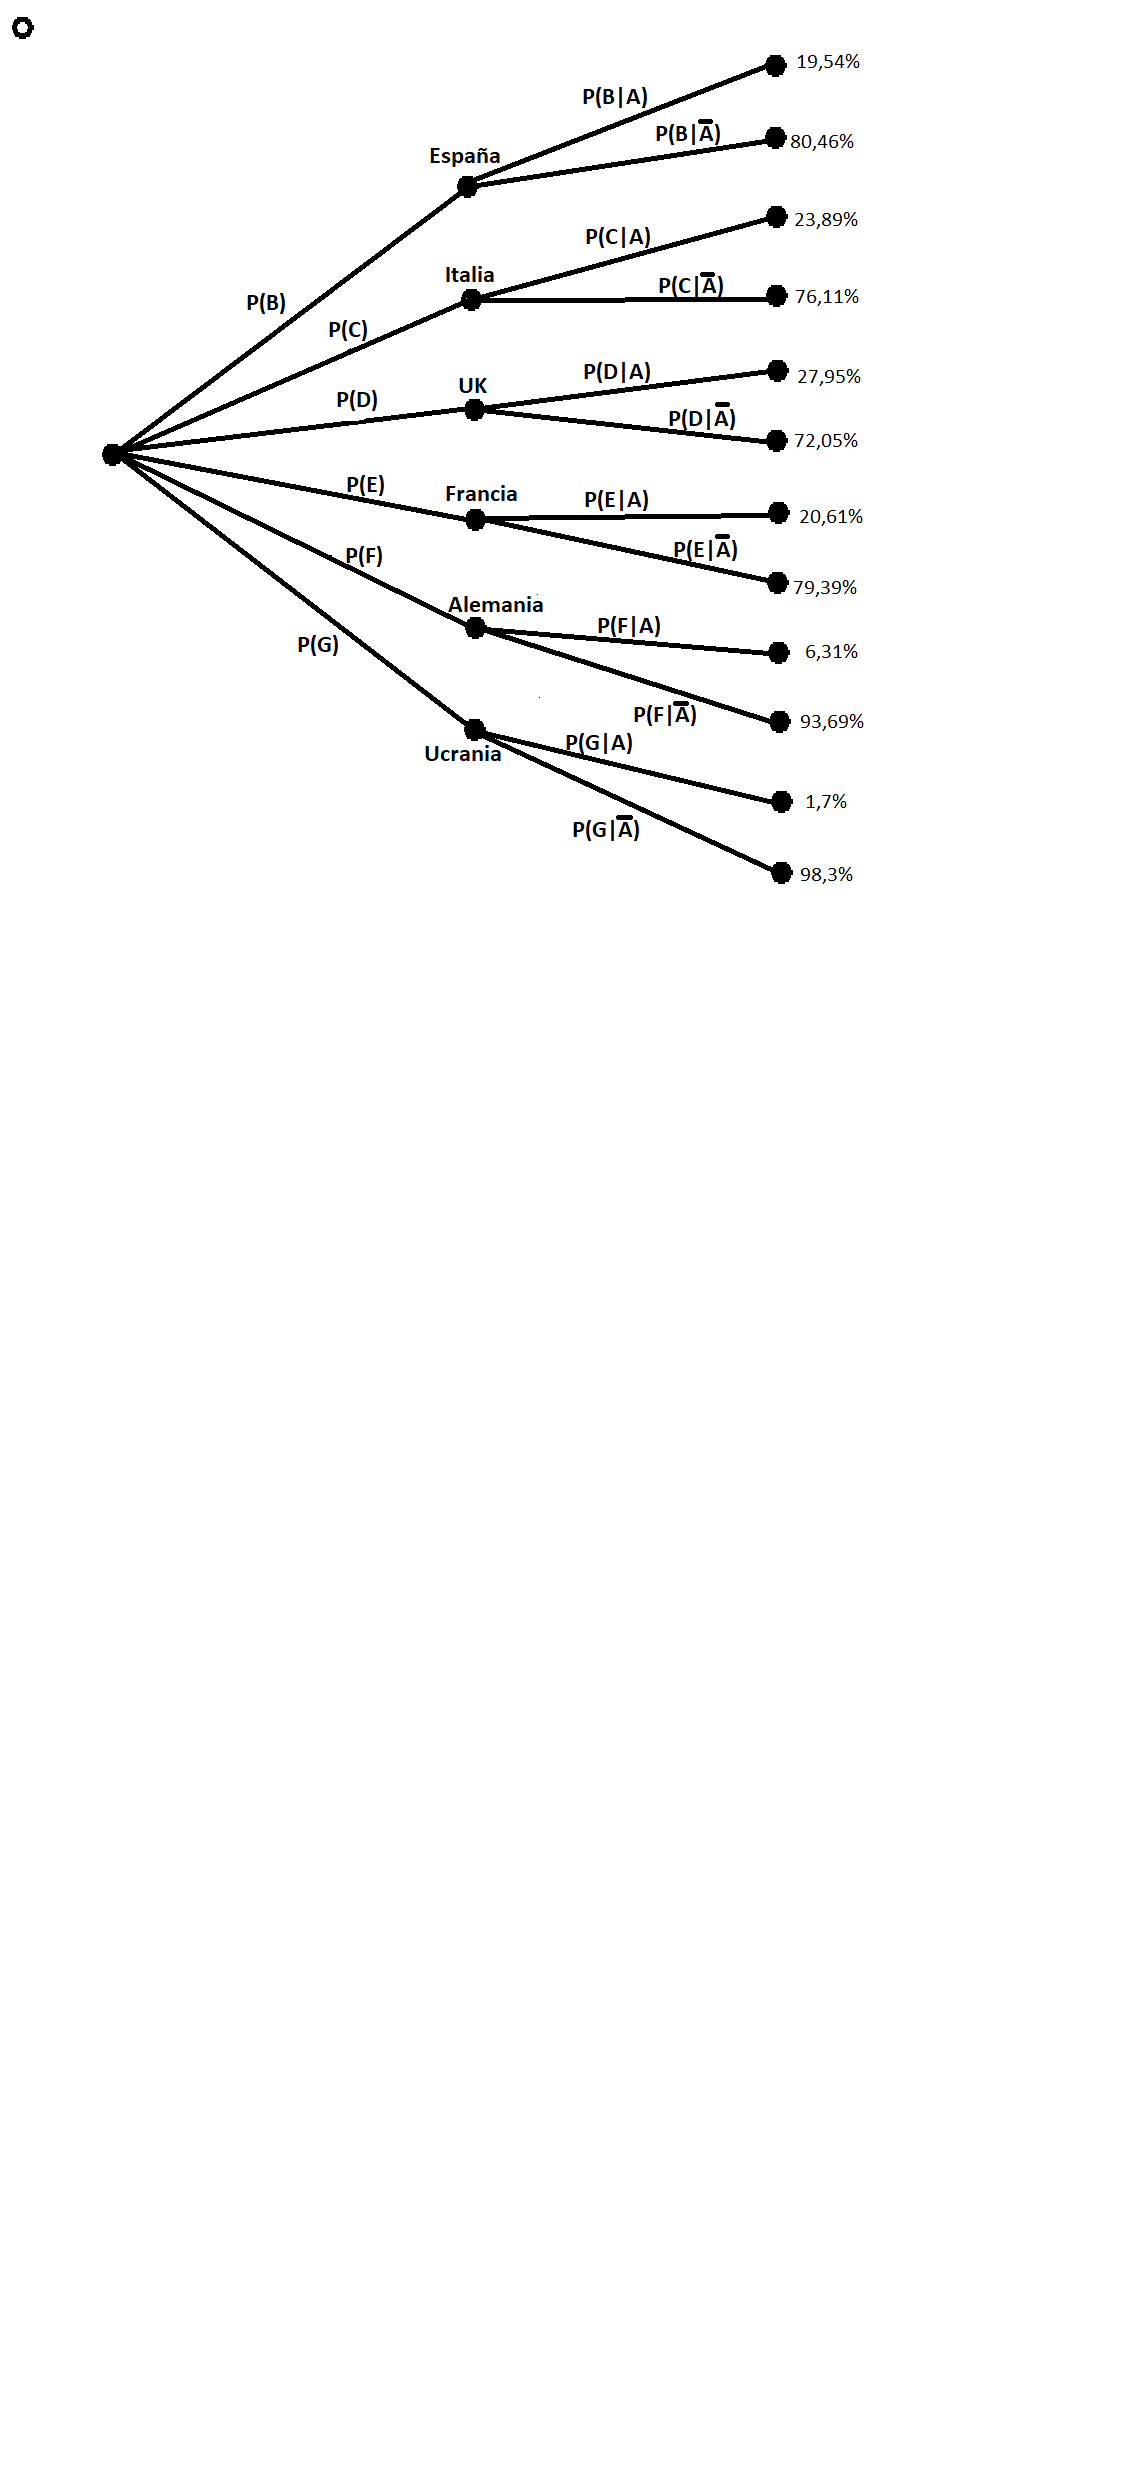 19,54%
P(B|A)
P(B|A̅)
80,46%
España
23,89%
P(C|A)
Italia
P(C|A̅)
76,11%
P(B)
P(C)
P(D|A)
27,95%
UK
P(D)
P(D|A̅)
72,05%
P(E)
Francia
P(E|A)
20,61%
P(E|A̅)
P(F)
79,39%
Alemania
P(F|A)
P(G)
6,31%
P(F|A̅)
93,69%
P(G|A)
Ucrania
1,7%
P(G|A̅)
98,3%